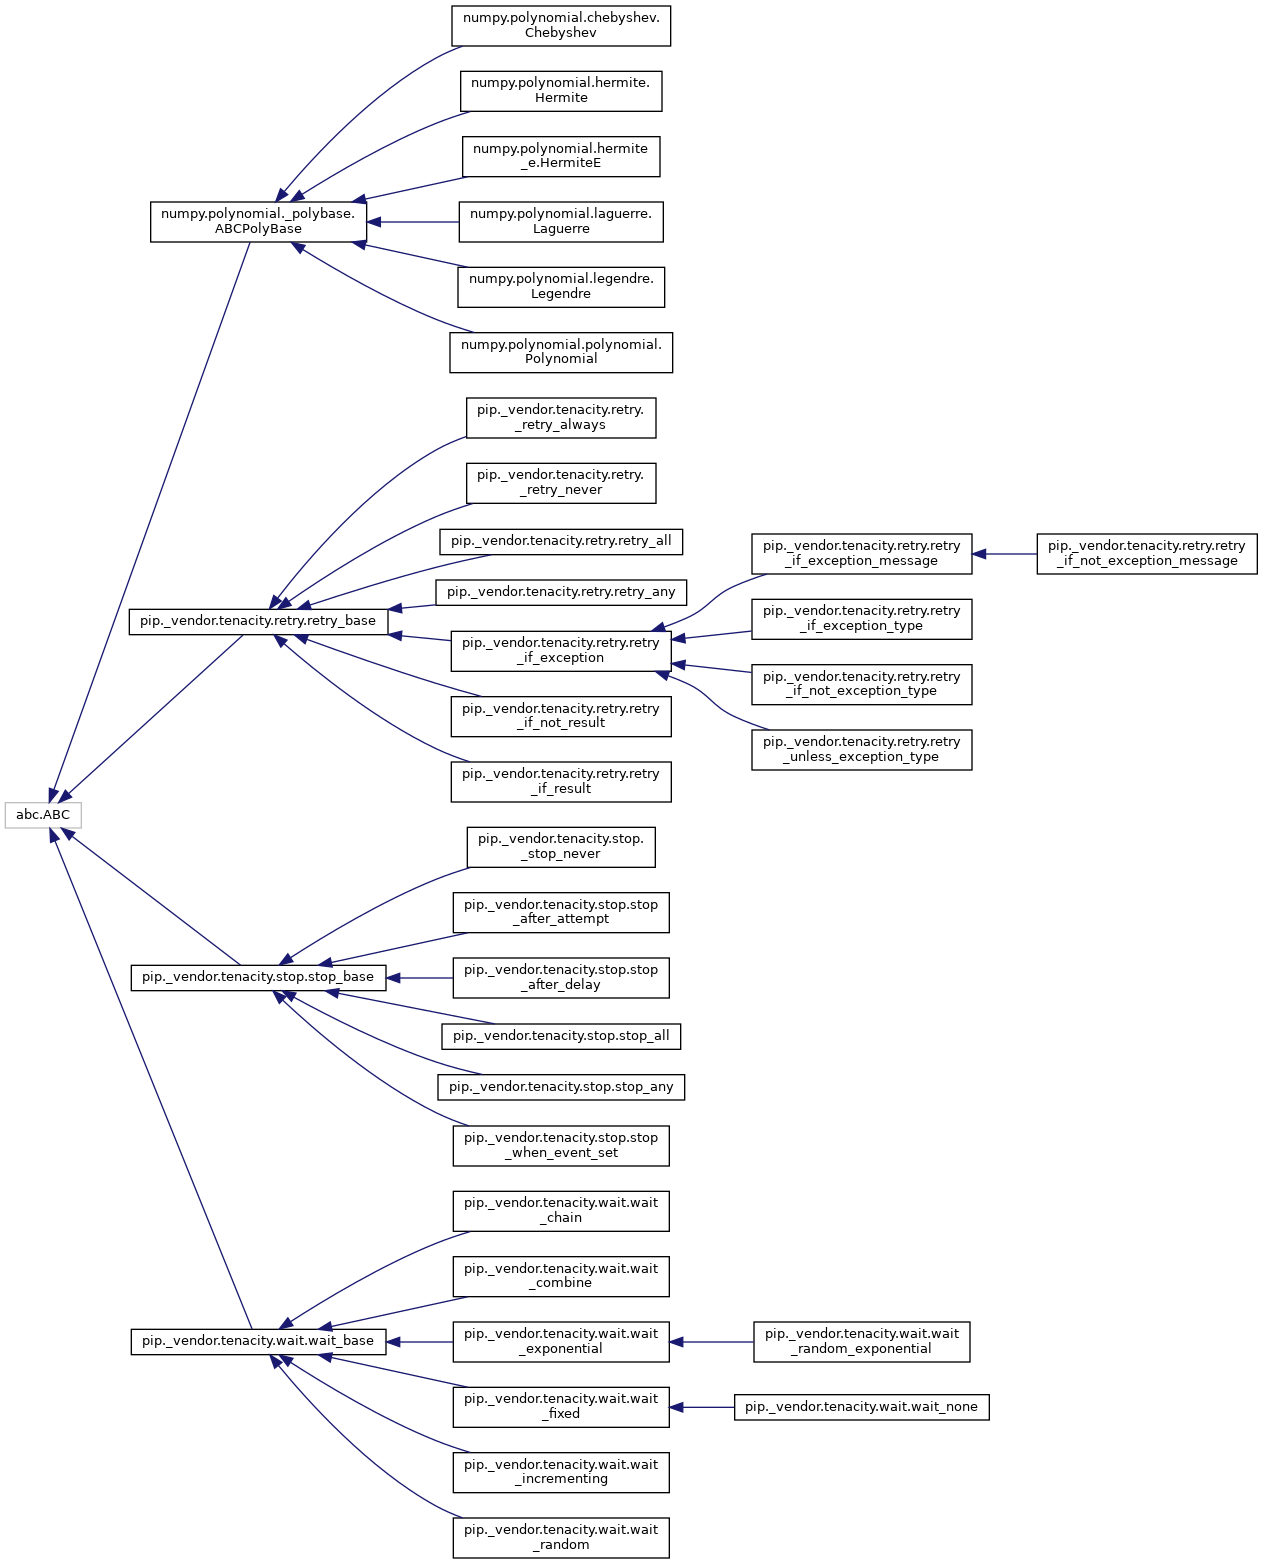 numpy.polynomial.chebyshev.
Chebyshev
numpy.polynomial.hermite.
Hermite
numpy.polynomial.hermite
_e.HermiteE
numpy.polynomial._polybase.
ABCPolyBase
numpy.polynomial.laguerre.
Laguerre
numpy.polynomial.legendre.
Legendre
numpy.polynomial.polynomial.
Polynomial
pip._vendor.tenacity.retry.
_retry_always
pip._vendor.tenacity.retry.
_retry_never
pip._vendor.tenacity.retry.retry_all
pip._vendor.tenacity.retry.retry_any
pip._vendor.tenacity.retry.retry_base
pip._vendor.tenacity.retry.retry
_if_exception
pip._vendor.tenacity.retry.retry
_if_exception_message
pip._vendor.tenacity.retry.retry
_if_not_exception_message
pip._vendor.tenacity.retry.retry
_if_exception_type
pip._vendor.tenacity.retry.retry
_if_not_exception_type
pip._vendor.tenacity.retry.retry
_unless_exception_type
pip._vendor.tenacity.retry.retry
_if_not_result
pip._vendor.tenacity.retry.retry
_if_result
abc.ABC
pip._vendor.tenacity.stop.
_stop_never
pip._vendor.tenacity.stop.stop
_after_attempt
pip._vendor.tenacity.stop.stop_base
pip._vendor.tenacity.stop.stop
_after_delay
pip._vendor.tenacity.stop.stop_all
pip._vendor.tenacity.stop.stop_any
pip._vendor.tenacity.stop.stop
_when_event_set
pip._vendor.tenacity.wait.wait
_chain
pip._vendor.tenacity.wait.wait
_combine
pip._vendor.tenacity.wait.wait_base
pip._vendor.tenacity.wait.wait
_exponential
pip._vendor.tenacity.wait.wait
_random_exponential
pip._vendor.tenacity.wait.wait
_fixed
pip._vendor.tenacity.wait.wait_none
pip._vendor.tenacity.wait.wait
_incrementing
pip._vendor.tenacity.wait.wait
_random